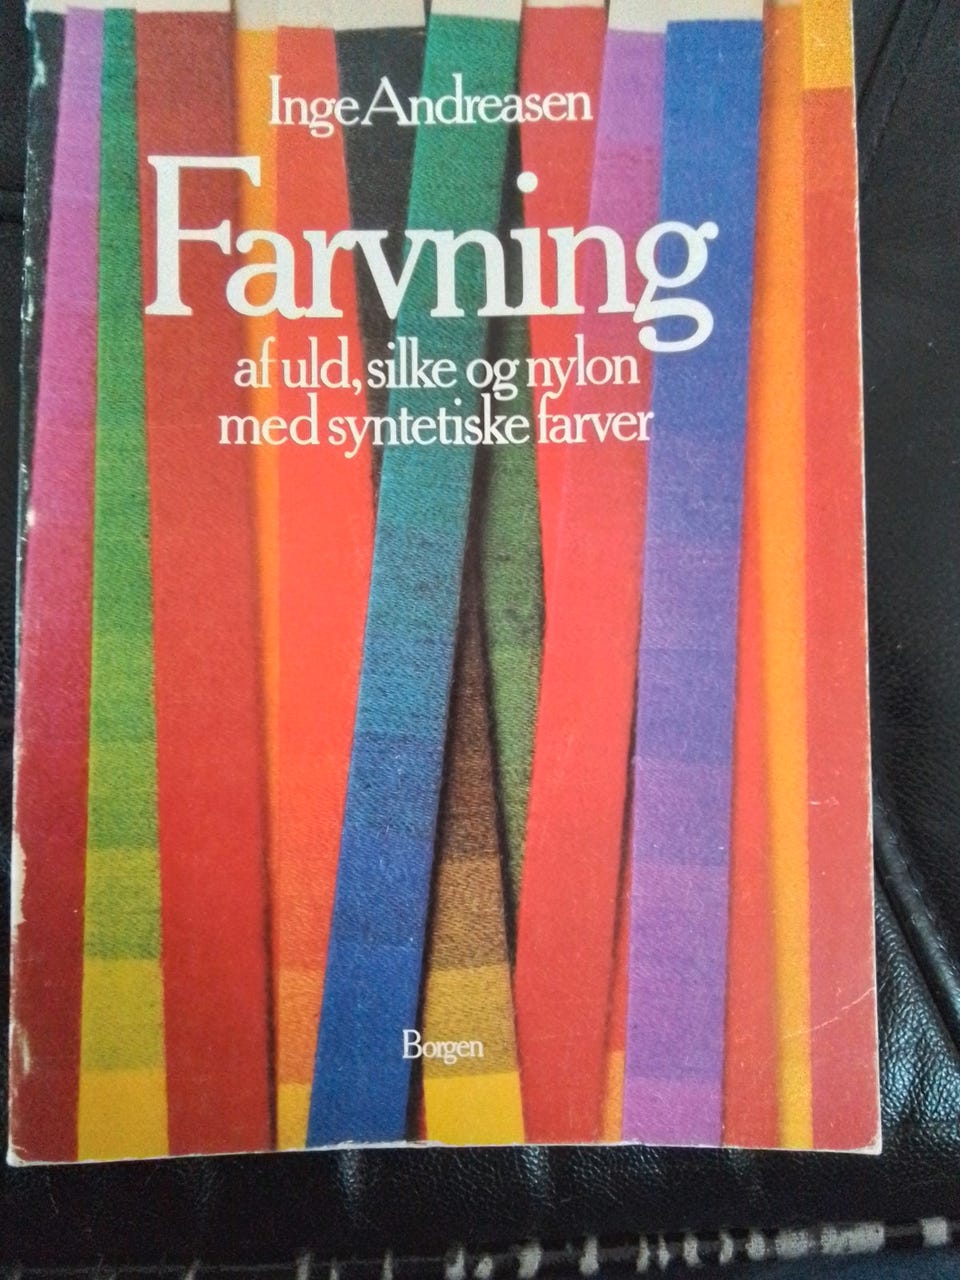 Inge Andreasen
Farvning
af uld, silke og nylon
med syntetiske farver
Borgen